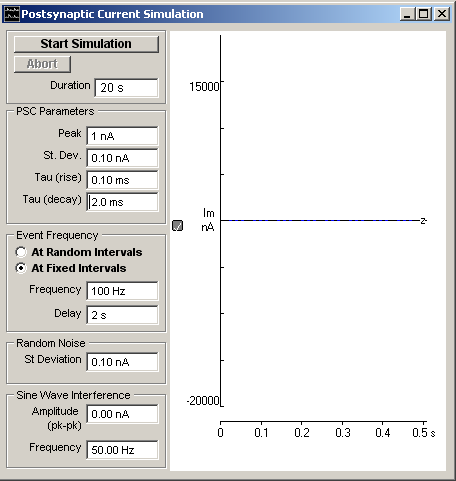 Postsynaptic Current Simulation
Start Simulation
Abort
Duration 20 s
PSC Parameters
Peak 1 nA
St. Dev. 0.10 nA
Tau (rise) 0.10 ms
Tau (decay) 2.0 ms
Event Frequency
At Random Intervals
At Fixed Intervals
Frequency 100 Hz
Delay 2 s
Random Noise
St Deviation 0.10 nA
Sine Wave Interference
Amplitude 0.00 nA
(pk-pk)
Frequency 50.00 Hz
15000
Im
nA
-z-
-20000
0 0.1 0.2 0.3 0.4 0.5 s